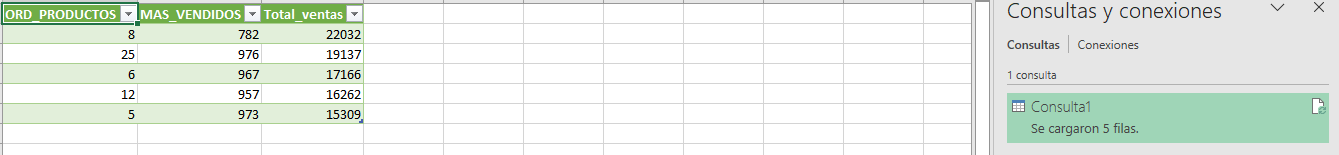 ORD_PRODUCTOS MAS_VENDIDOS Total_ventas
8 782 22032
25 976 19137
6 967 17166
12 957 16262
5 973 15309
Consultas y conexiones
Consultas Conexiones
1 consulta
Consulta1
Se cargaron 5 filas.